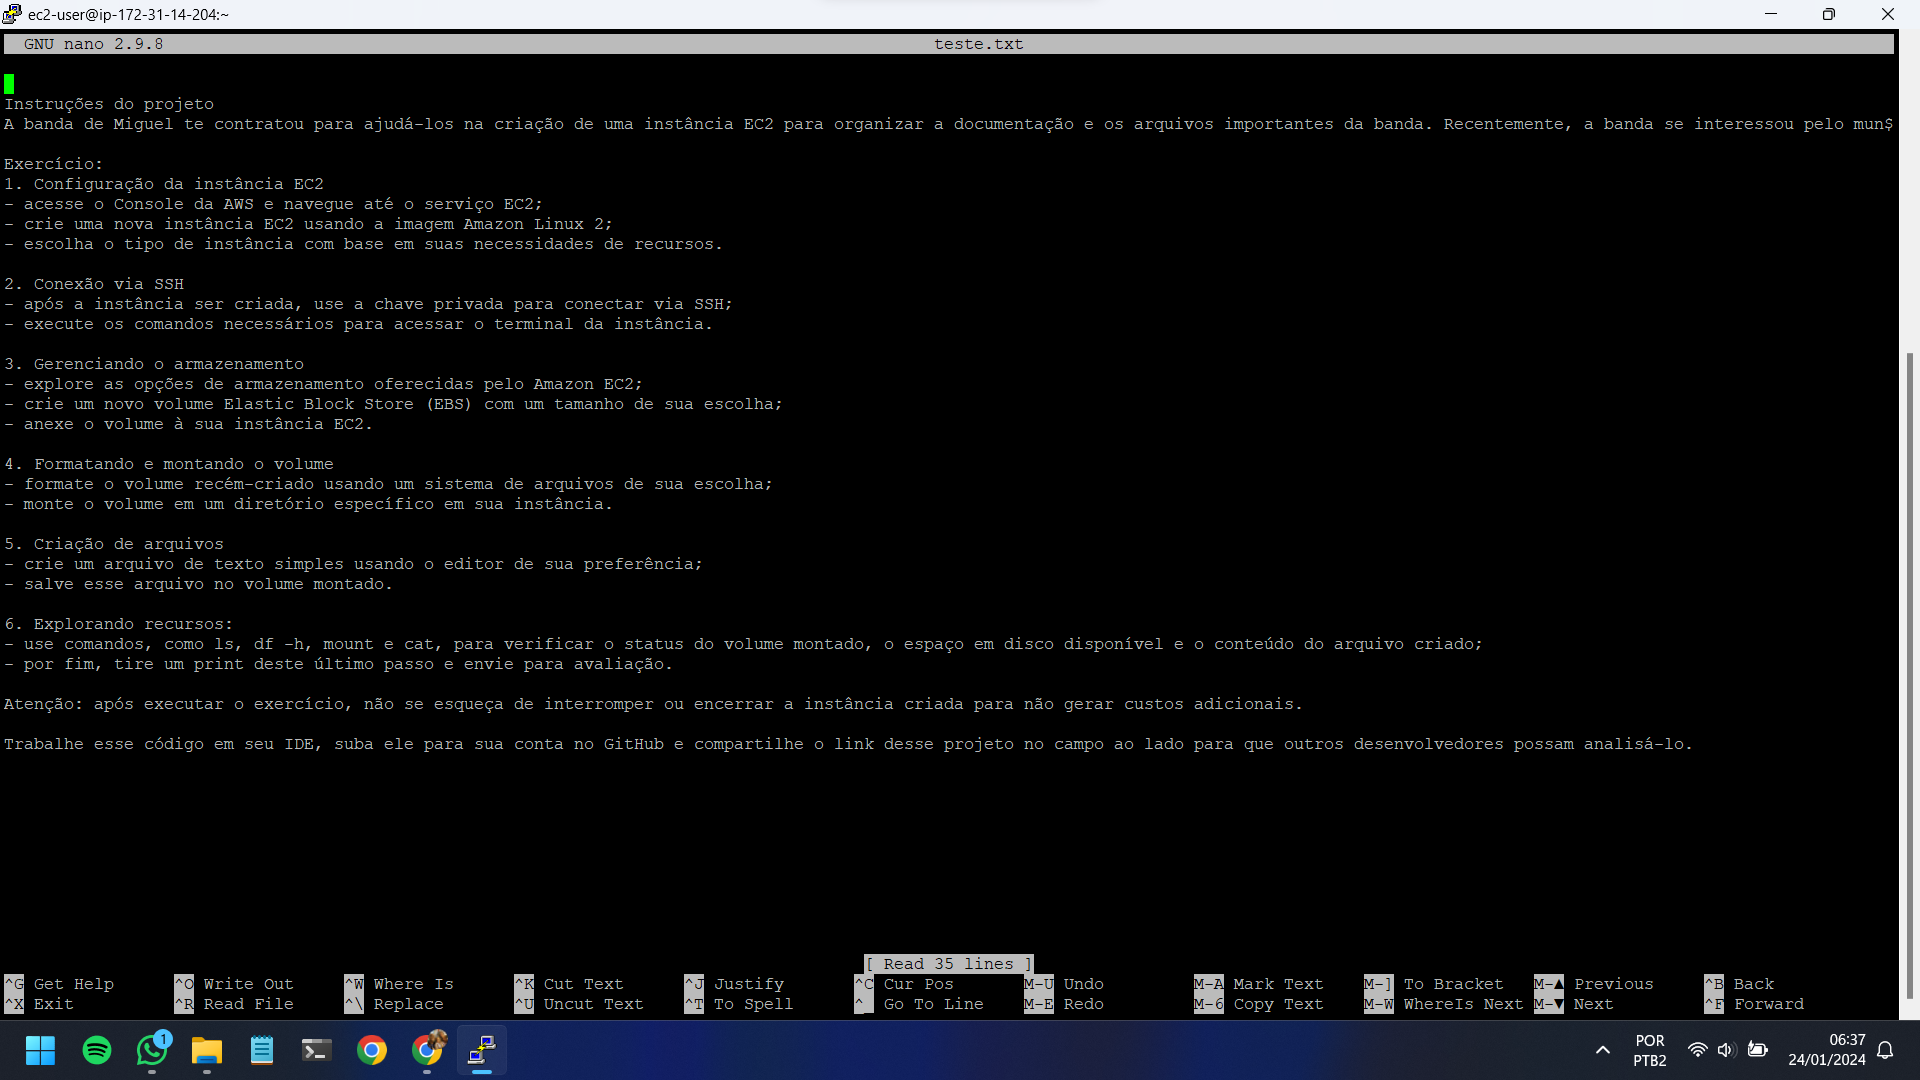 ec2-user@ip-172-31-14-204:~
GNU nano 2.9.8 teste.txt
Instruções do projeto
A banda de Miguel te contratou para ajudá-los na criação de uma instância EC2 para organizar a documentação e os arquivos importantes da banda. Recentemente, a banda se interessou pelo mun$
Exercício:
1. Configuração da instância EC2
- acesse o Console da AWS e navegue até o serviço EC2;
- crie uma nova instância EC2 usando a imagem Amazon Linux 2;
- escolha o tipo de instância com base em suas necessidades de recursos.
2. Conexão via SSH
- após a instância ser criada, use a chave privada para conectar via SSH;
- execute os comandos necessários para acessar o terminal da instância.
3. Gerenciando o armazenamento
- explore as opções de armazenamento oferecidas pelo Amazon EC2;
- crie um novo volume Elastic Block Store (EBS) com um tamanho de sua escolha;
- anexe o volume à sua instância EC2.
4. Formatando e montando o volume
- formate o volume recém-criado usando um sistema de arquivos de sua escolha;
- monte o volume em um diretório específico em sua instância.
5. Criação de arquivos
- crie um arquivo de texto simples usando o editor de sua preferência;
- salve esse arquivo no volume montado.
6. Explorando recursos:
- use comandos, como ls, df -h, mount e cat, para verificar o status do volume montado, o espaço em disco disponível e o conteúdo do arquivo criado;
- por fim, tire um print deste último passo e envie para avaliação.
Atenção: após executar o exercício, não se esqueça de interromper ou encerrar a instância criada para não gerar custos adicionais.
Trabalhe esse código em seu IDE, suba ele para sua conta no GitHub e compartilhe o link desse projeto no campo ao lado para que outros desenvolvedores possam analisá-lo.
[ Read 35 lines ]
^G Get Help ^O Write Out ^W Where Is ^K Cut Text ^J Justify ^C Cur Pos M-U Undo M-A Mark Text M-] To Bracket M-▲ Previous ^B Back
^X Exit ^R Read File ^\ Replace ^U Uncut Text ^T To Spell ^_ Go To Line M-E Redo M-6 Copy Text M-W WhereIs Next M-▼ Next ^F Forward
1
POR 06:37
PTB2 24/01/2024